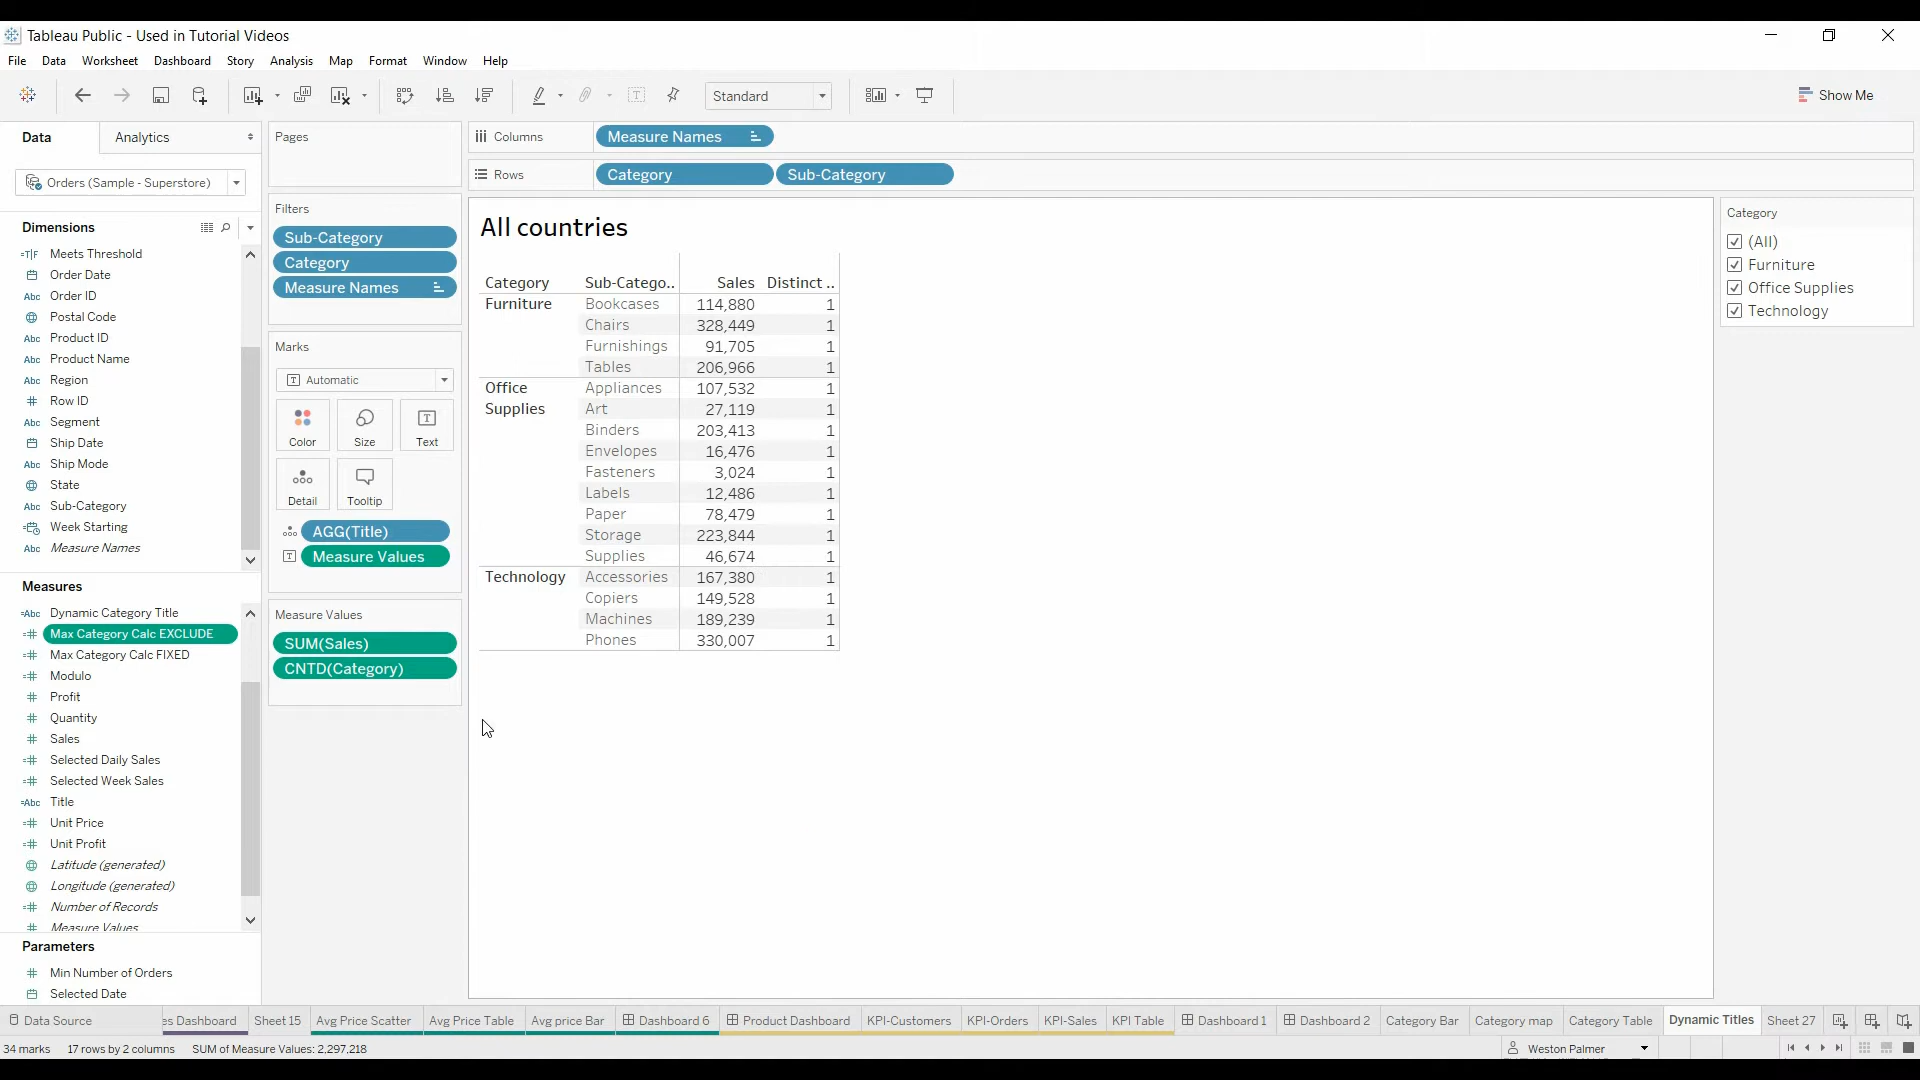 Tableau Public - Used in Tutorial Videos
File Data Worksheet Dashboard Story Analysis Map Format Window Help
Standard
Show Me
Data Analytics
Orders (Sample - Superstore)
Dimensions
=T|F Meets Threshold
Order Date
Abc Order ID
Postal Code
Abc Product ID
Abc Product Name
Abc Region
# Row ID
Abc Segment
Ship Date
Abc Ship Mode
State
Abc Sub-Category
Week Starting
Abc Measure Names
Measures
=Abc Dynamic Category Title
=# Max Category Calc EXCLUDE
=# Max Category Calc FIXED
=# Modulo
# Profit
# Quantity
# Sales
=# Selected Daily Sales
=# Selected Week Sales
=Abc Title
=# Unit Price
=# Unit Profit
Latitude (generated)
Longitude (generated)
=# Number of Records
# Measure Values
Parameters
# Min Number of Orders
Selected Date
Pages
Filters
Sub-Category
Category
Measure Names
Marks
T Automatic
Color Size Text
Detail Tooltip
AGG(Title)
T Measure Values
Measure Values
SUM(Sales)
CNTD(Category)
Columns Measure Names
Rows Category Sub-Category
All countries
Category Sub-Catego.. Sales Distinct ..
Furniture Bookcases 114,880 1
Chairs 328,449 1
Furnishings 91,705 1
Tables 206,966 1
Office Supplies Appliances 107,532 1
Art 27,119 1
Binders 203,413 1
Envelopes 16,476 1
Fasteners 3,024 1
Labels 12,486 1
Paper 78,479 1
Storage 223,844 1
Supplies 46,674 1
Technology Accessories 167,380 1
Copiers 149,528 1
Machines 189,239 1
Phones 330,007 1
Category
(All)
Furniture
Office Supplies
Technology
Data Source es Dashboard Sheet 15 Avg Price Scatter Avg Price Table Avg price Bar Dashboard 6 Product Dashboard KPI-Customers KPI-Orders KPI-Sales KPI Table Dashboard 1 Dashboard 2 Category Bar Category map Category Table Dynamic Titles Sheet 27
34 marks 17 rows by 2 columns SUM of Measure Values: 2,297,218
Weston Palmer